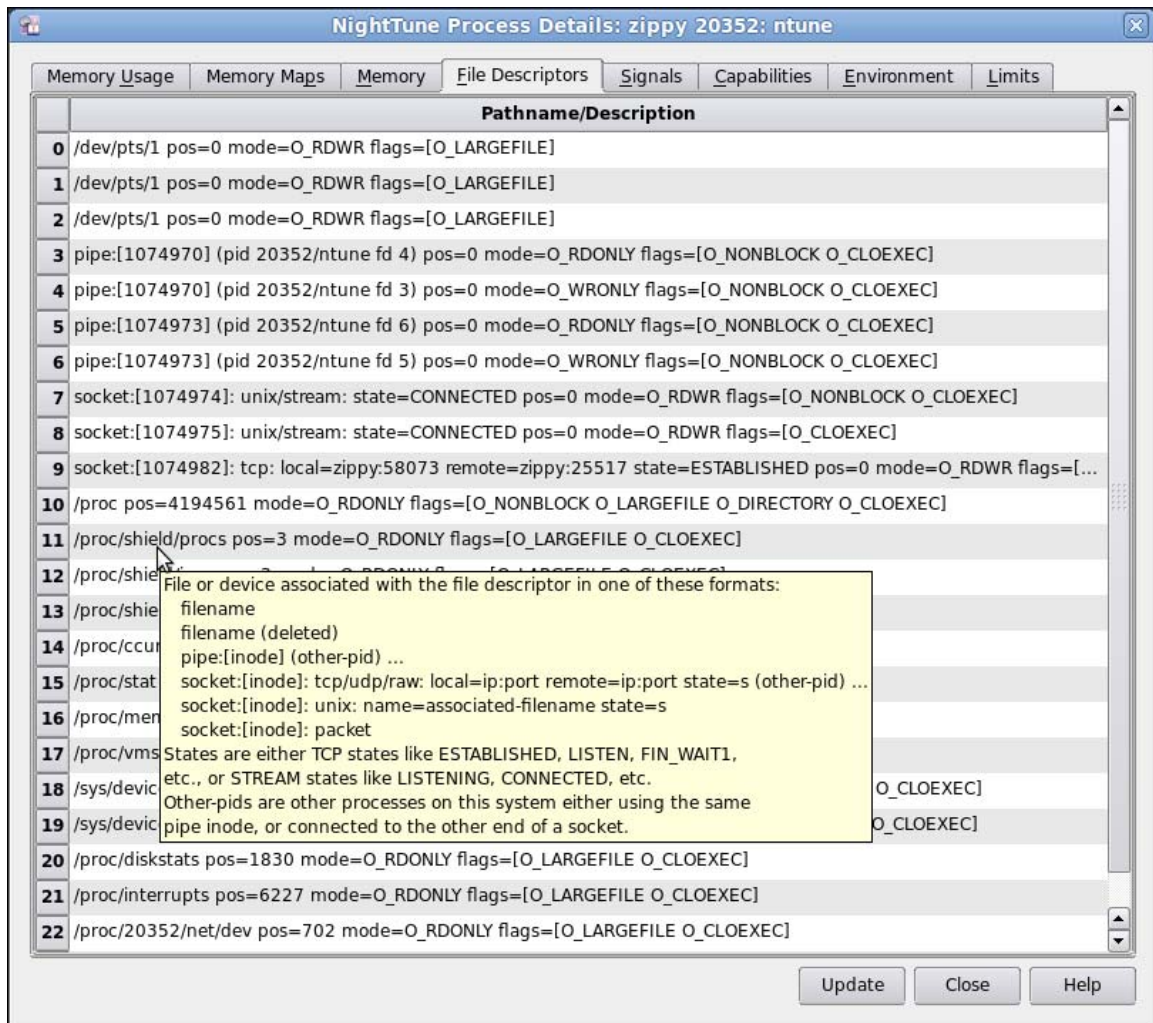 NightTune Process Details: zippy 20352: ntune
Memory Usage Memory Maps Memory File Descriptors Signals Capabilities Environment Limits
Pathname/Description
0 /dev/pts/1 pos=0 mode=O_RDWR flags=[O_LARGEFILE]
1 /dev/pts/1 pos=0 mode=O_RDWR flags=[O_LARGEFILE]
2 /dev/pts/1 pos=0 mode=O_RDWR flags=[O_LARGEFILE]
3 pipe:[1074970] (pid 20352/ntune fd 4) pos=0 mode=O_RDONLY flags=[O_NONBLOCK O_CLOEXEC]
4 pipe:[1074970] (pid 20352/ntune fd 3) pos=0 mode=O_WRONLY flags=[O_NONBLOCK O_CLOEXEC]
5 pipe:[1074973] (pid 20352/ntune fd 6) pos=0 mode=O_RDONLY flags=[O_NONBLOCK O_CLOEXEC]
6 pipe:[1074973] (pid 20352/ntune fd 5) pos=0 mode=O_WRONLY flags=[O_NONBLOCK O_CLOEXEC]
7 socket:[1074974]: unix/stream: state=CONNECTED pos=0 mode=O_RDWR flags=[O_NONBLOCK O_CLOEXEC]
8 socket:[1074975]: unix/stream: state=CONNECTED pos=0 mode=O_RDWR flags=[O_CLOEXEC]
9 socket:[1074982]: tcp: local=zippy:58073 remote=zippy:25517 state=ESTABLISHED pos=0 mode=O_RDWR flags=[...
10 /proc pos=4194561 mode=O_RDONLY flags=[O_NONBLOCK O_LARGEFILE O_DIRECTORY O_CLOEXEC]
11 /proc/shield/procs pos=3 mode=O_RDONLY flags=[O_LARGEFILE O_CLOEXEC]
12 /proc/shie
13 /proc/shie
14 /proc/ccur
15 /proc/stat
16 /proc/mem
17 /proc/vms
18 /sys/devic O_CLOEXEC]
19 /sys/devic O_CLOEXEC]
File or device associated with the file descriptor in one of these formats:
filename
filename (deleted)
pipe:[inode] (other-pid) ...
socket:[inode]: tcp/udp/raw: local=ip:port remote=ip:port state=s (other-pid) ...
socket:[inode]: unix: name=associated-filename state=s
socket:[inode]: packet
States are either TCP states like ESTABLISHED, LISTEN, FIN_WAIT1,
etc., or STREAM states like LISTENING, CONNECTED, etc.
Other-pids are other processes on this system either using the same
pipe inode, or connected to the other end of a socket.
20 /proc/diskstats pos=1830 mode=O_RDONLY flags=[O_LARGEFILE O_CLOEXEC]
21 /proc/interrupts pos=6227 mode=O_RDONLY flags=[O_LARGEFILE O_CLOEXEC]
22 /proc/20352/net/dev pos=702 mode=O_RDONLY flags=[O_LARGEFILE O_CLOEXEC]
Update Close Help